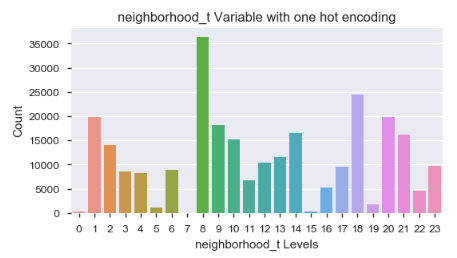 neighborhood_t Variable with one hot encoding
35000
30000
25000
20000
15000
10000
5000
0
Count
0 1 2 3 4 5 6 7 8 9 10 11 12 13 14 15 16 17 18 19 20 21 22 23
neighborhood_t Levels